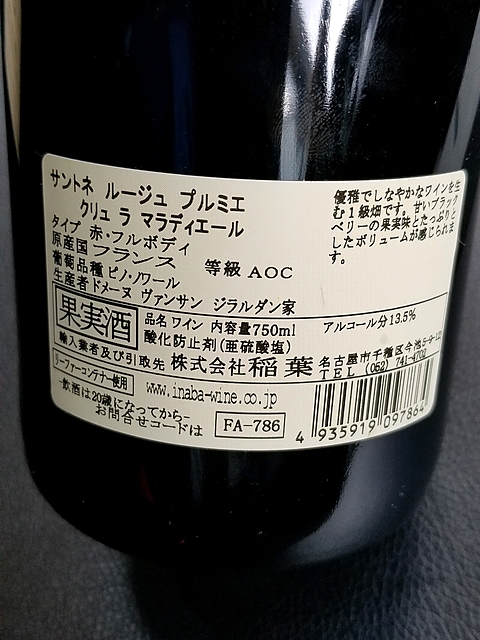 サントネ ルージュ プルミエ
クリュ ラ マラディエール
タイプ 赤・フルボディ
原産国 フランス 等級 AOC
葡萄品種 ピノ・ノワール
生産者 ドメーヌ ヴァンサン ジラルダン家
優雅でしなやかなワインを生
む1級畑です。甘いブラック
ベリーの果実味とたっぷりと
したボリュームが感じられま
す。
果実酒
品名 ワイン 内容量750ml アルコール分13.5%
酸化防止剤(亜硫酸塩)
輸入業者及び引取先 株式会社 稲葉 名古屋市千種区今池5-9-12
TEL (052) 741-4702
リーファーコンテナー使用 www.inaba-wine.co.jp
-飲酒は20歳になってから-
お問合せコードは FA-786
4 935919 097864